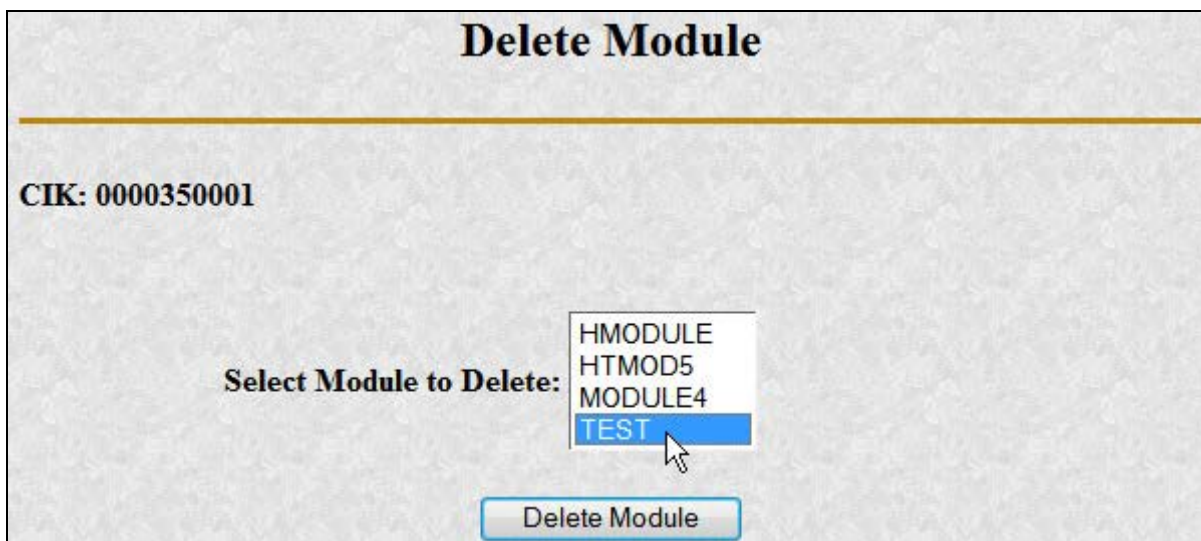 Delete Module
CIK: 0000350001
HMODULE
HTMOD5
Select Module to Delete:
MODULE4
TEST
Delete Module